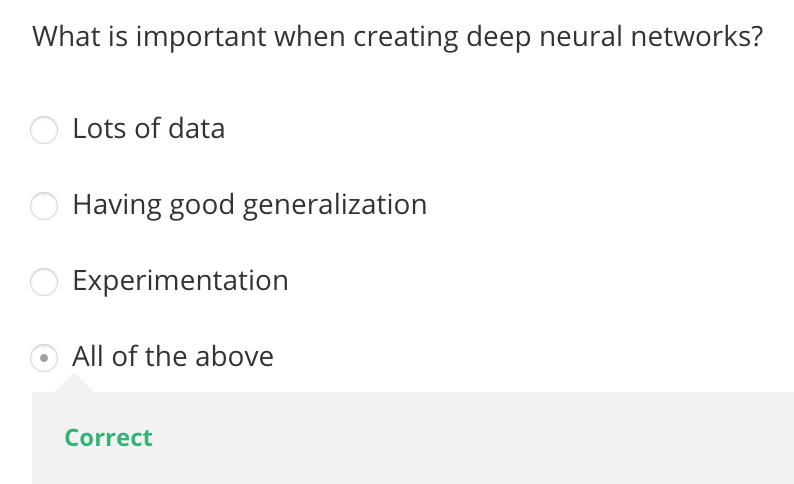 What is important when creating deep neural networks?
Lots of data
Having good generalization
Experimentation
All of the above
Correct